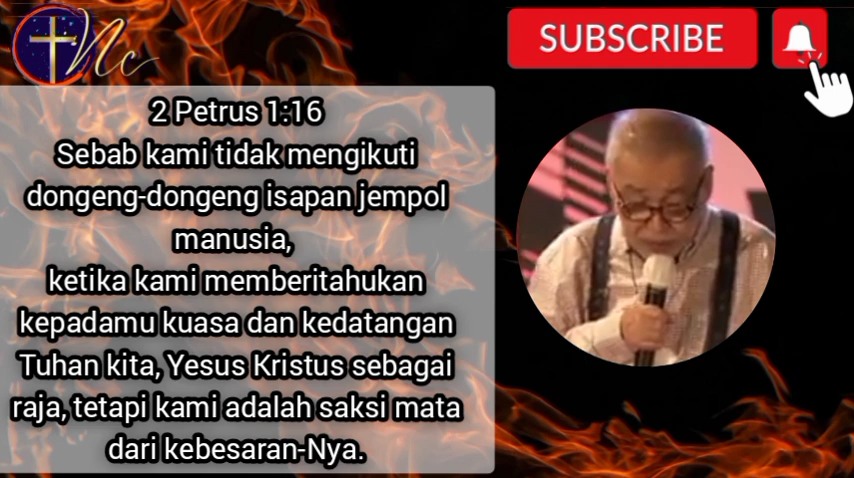 Nc
SUBSCRIBE
2 Petrus 1:16
Sebab kami tidak mengikuti
dongeng-dongeng isapan jempol
manusia,
ketika kami memberitahukan
kepadamu kuasa dan kedatangan
Tuhan kita, Yesus Kristus sebagai
raja, tetapi kami adalah saksi mata
dari kebesaran-Nya.